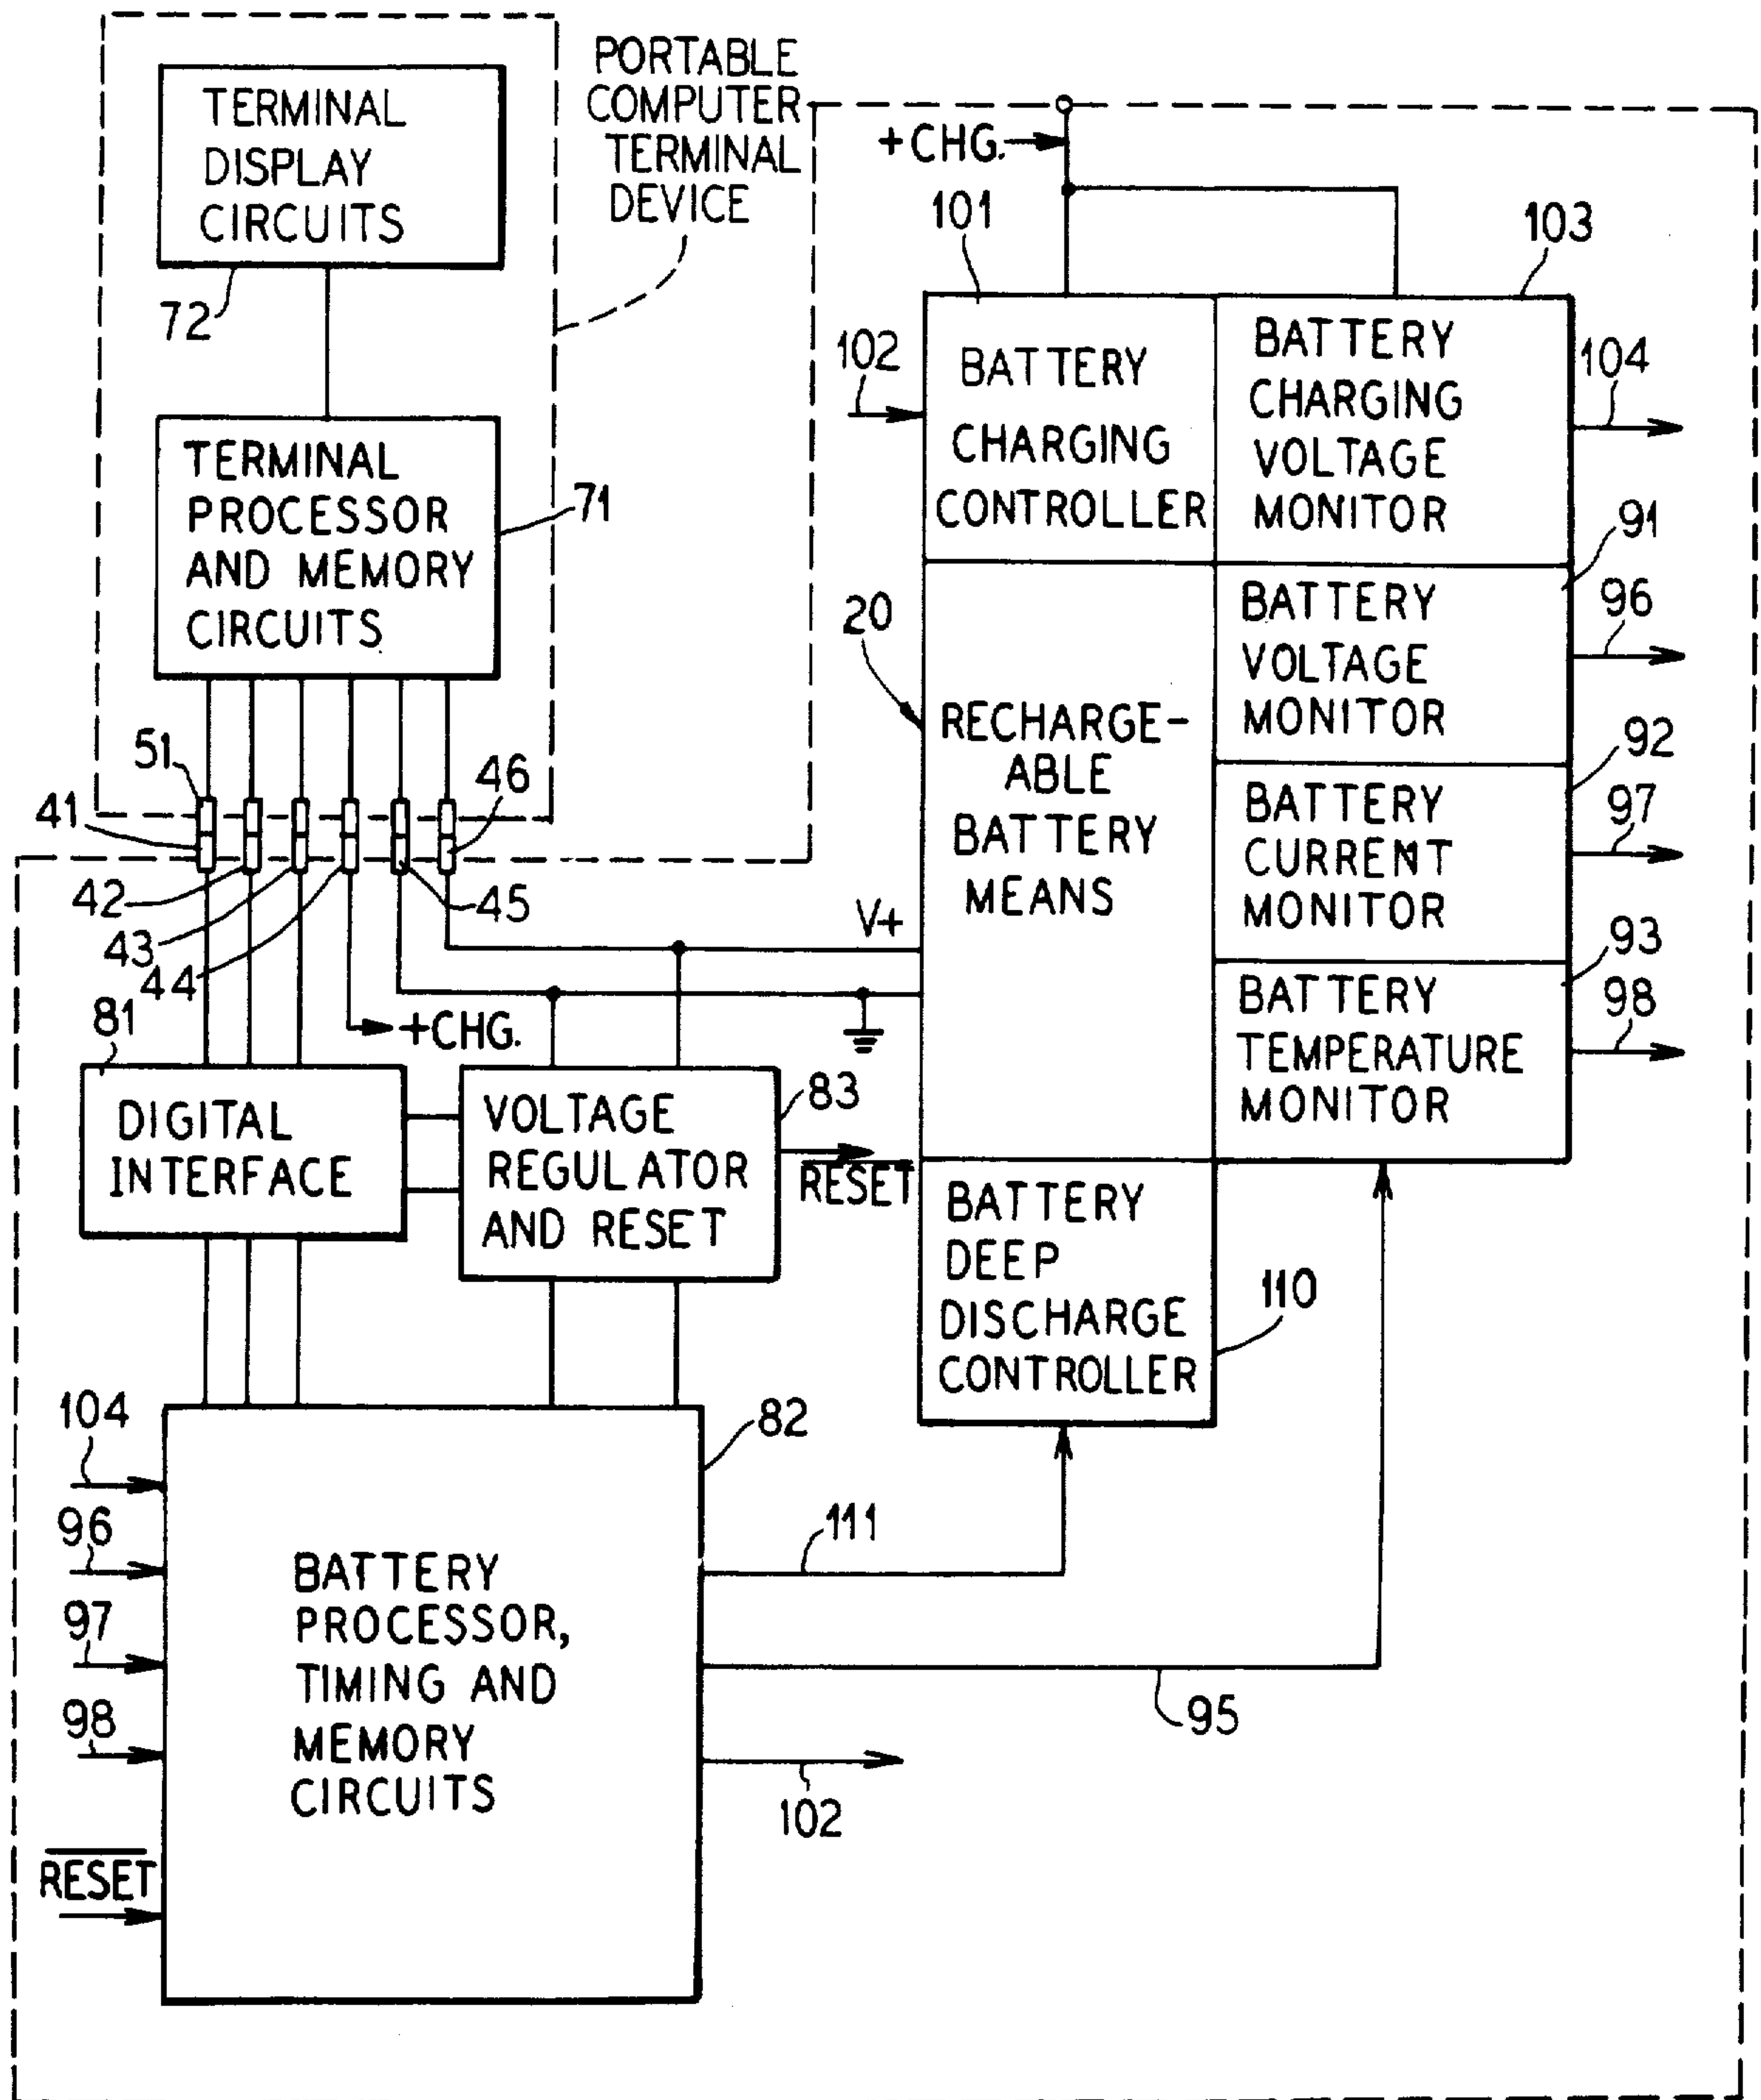 TERMINAL
DISPLAY
CIRCUITS
72
PORTABLE
COMPUTER
TERMINAL
DEVICE
TERMINAL
PROCESSOR
AND MEMORY
CIRCUITS
71
51
41
42
43
44
45
46
+CHG.
V+
81
DIGITAL
INTERFACE
VOLTAGE
REGULATOR
AND RESET
83
RESET
+CHG.
101
102
BATTERY
CHARGING
CONTROLLER
103
BATTERY
CHARGING
VOLTAGE
MONITOR
104
20
RECHARGE-
ABLE
BATTERY
MEANS
91
BATTERY
VOLTAGE
MONITOR
96
92
BATTERY
CURRENT
MONITOR
97
93
BATTERY
TEMPERATURE
MONITOR
98
BATTERY
DEEP
DISCHARGE
CONTROLLER
110
104
96
97
98
RESET
BATTERY
PROCESSOR,
TIMING AND
MEMORY
CIRCUITS
82
111
95
102